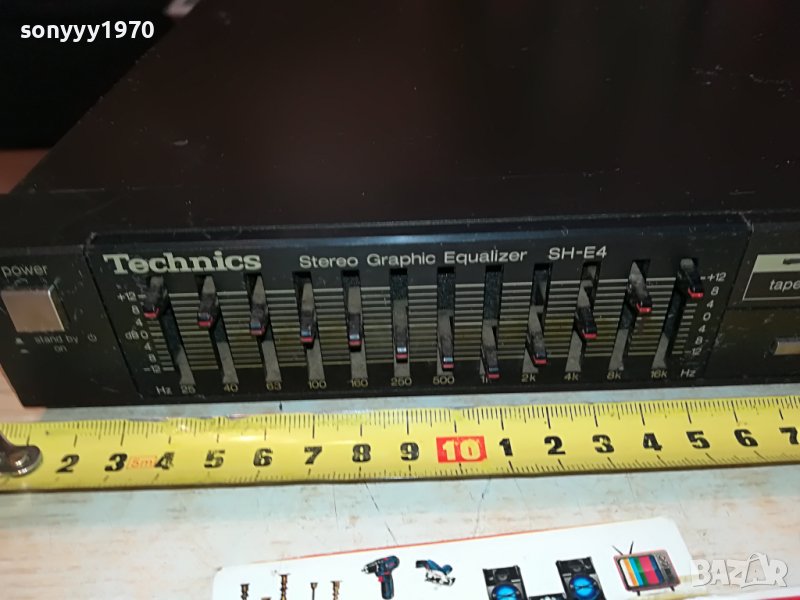 sonyyy1970
power
stand by
on
Technics Stereo Graphic Equalizer SH-E4
+12 +12
8 8
4 4
dB 0 0 dB
4 4
8 8
-12 -12
Hz 25 40 63 100 160 250 500 1k 2k 4k 8k 16k Hz
tape
2 3 5m 4 5 6 7 8 9 10 1 2 3 4 5 6 7
BAZAR